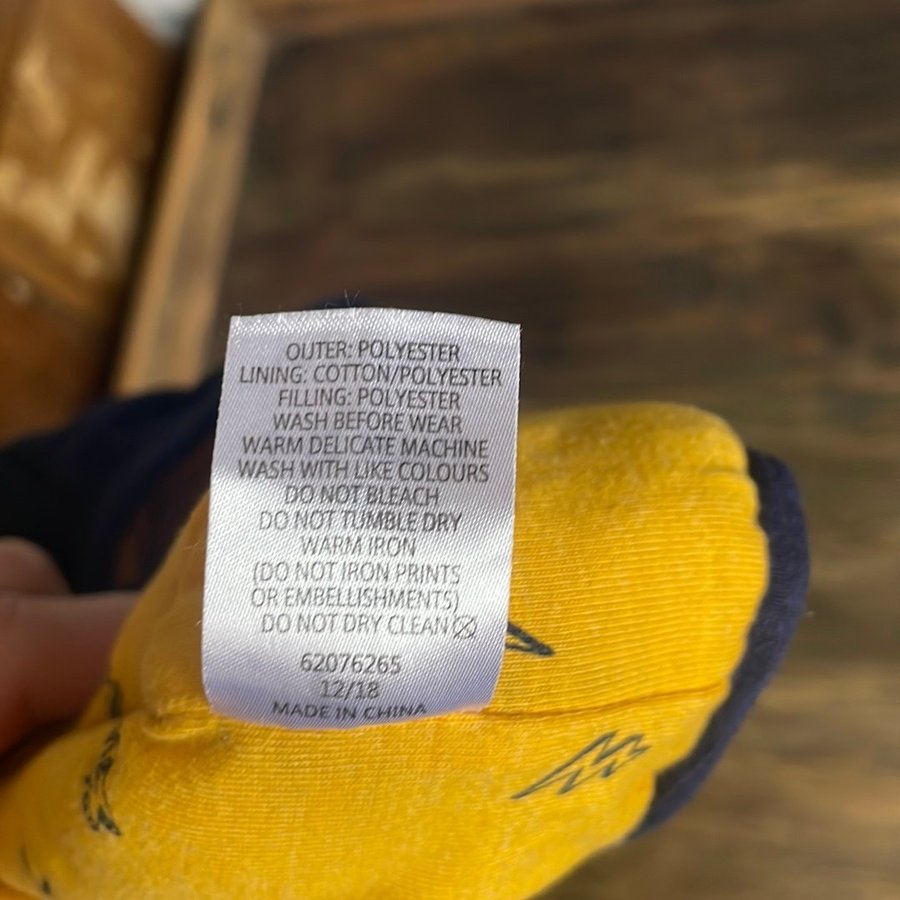 OUTER: POLYESTER
LINING: COTTON/POLYESTER
FILLING: POLYESTER
WASH BEFORE WEAR
WARM DELICATE MACHINE
WASH WITH LIKE COLOURS
DO NOT BLEACH
DO NOT TUMBLE DRY
WARM IRON
(DO NOT IRON PRINTS
OR EMBELLISHMENTS)
DO NOT DRY CLEAN
62076265
12/18
MADE IN CHINA